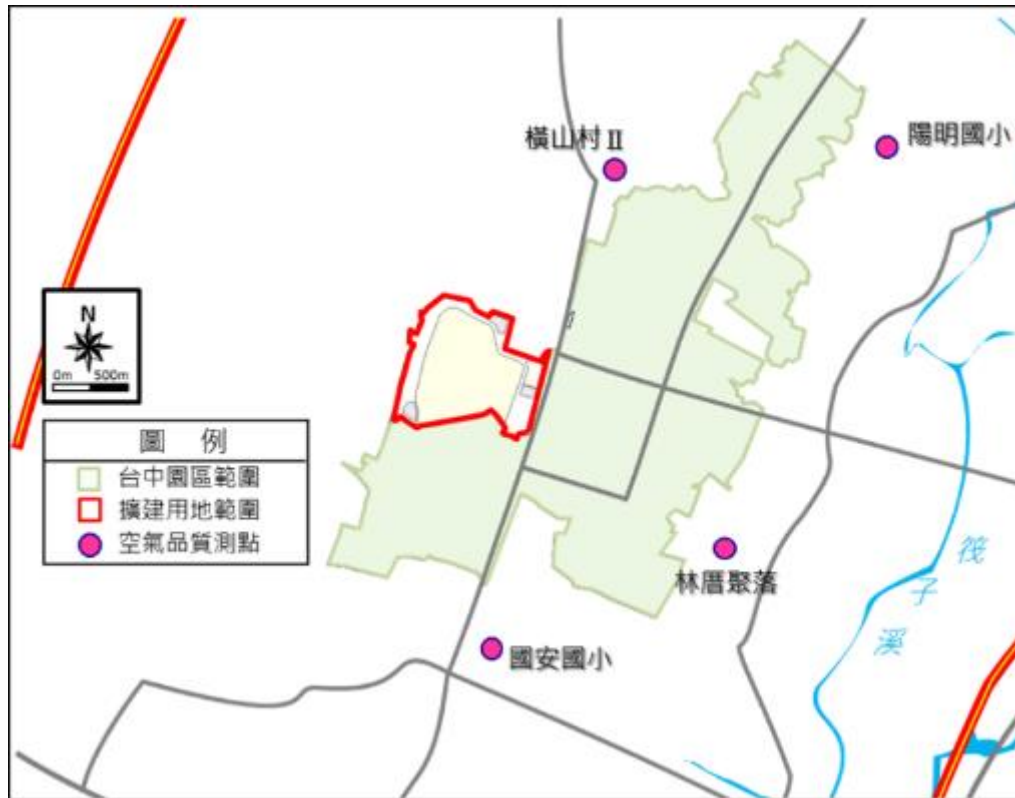 橫山村Ⅱ
陽明國小
N
0m 500m
圖 例
台中園區範圍
擴建用地範圍
空氣品質測點
林厝聚落
國安國小
筏子溪